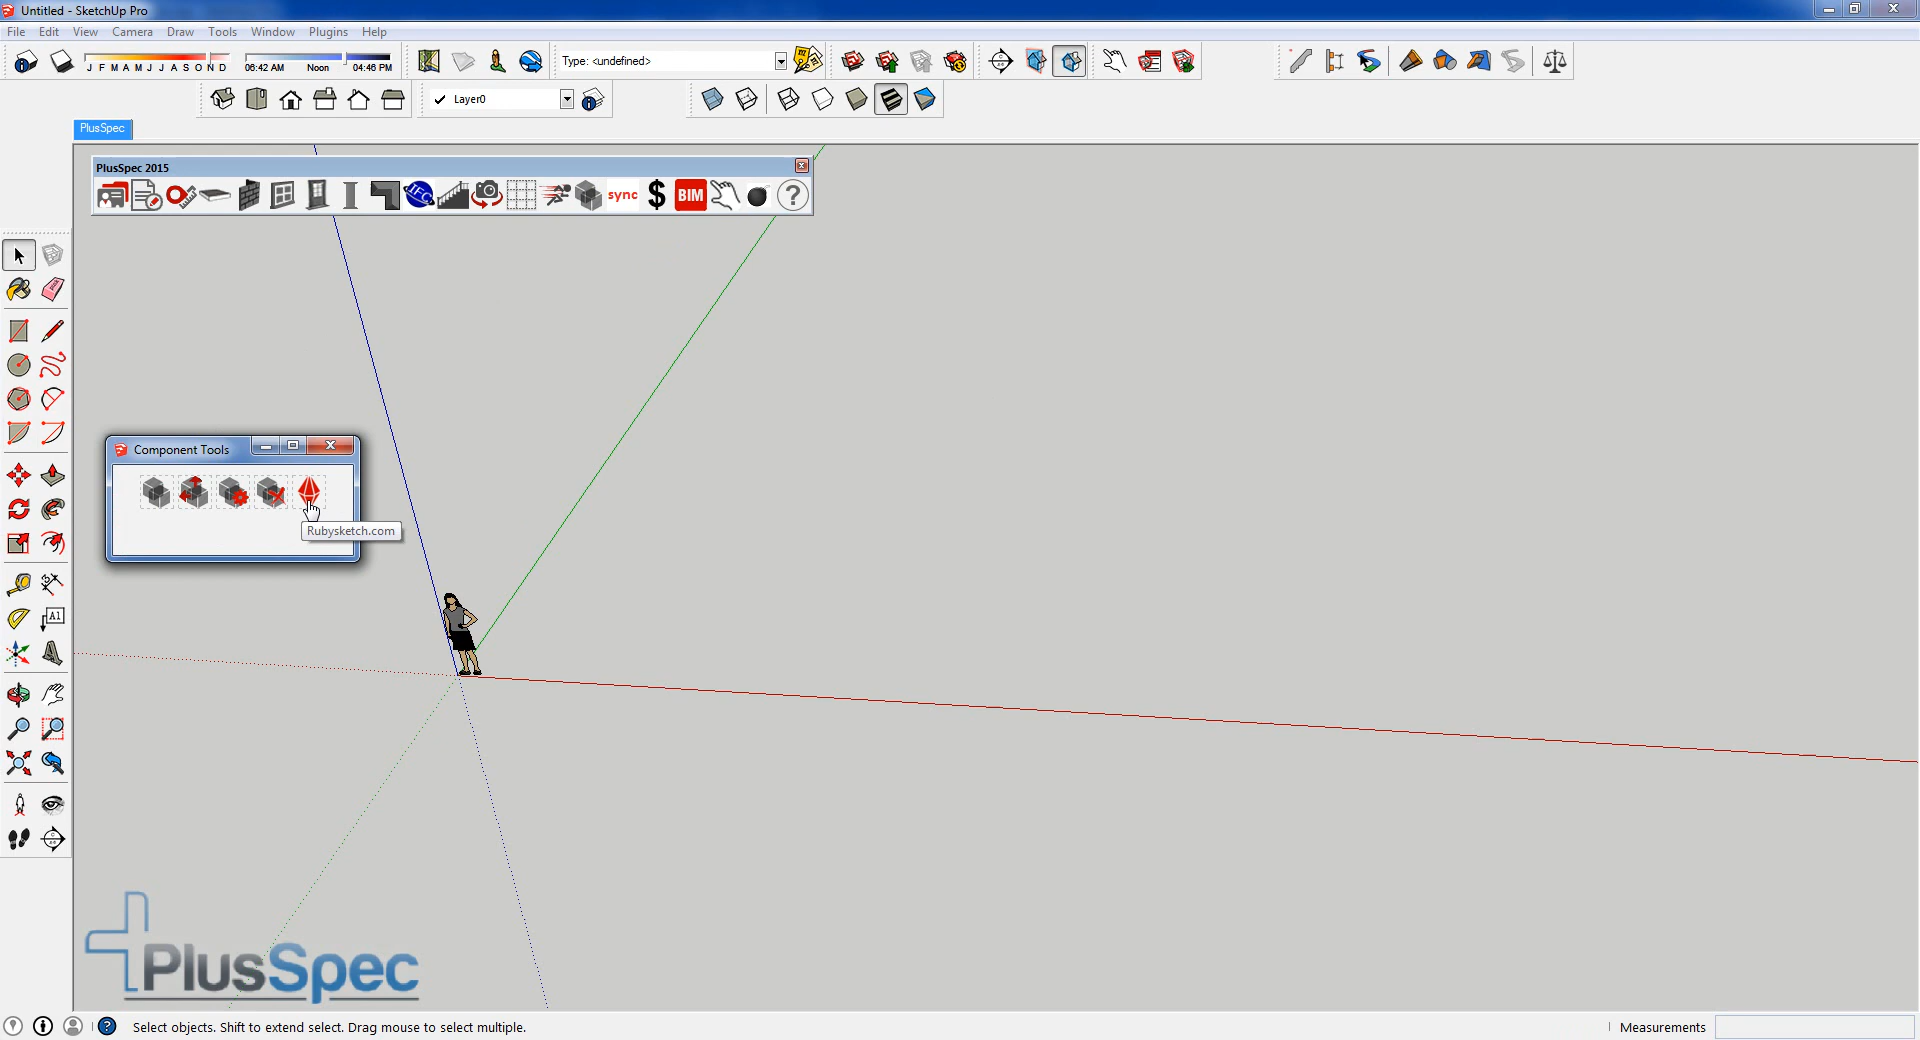 Untitled - SketchUp Pro
File Edit View Camera Draw Tools Window Plugins Help
J F M A M J J A S O N D
06:42 AM Noon 04:46 PM
Type: <undefined>
Layer0
PlusSpec
PlusSpec 2015
IFC sync $ BIM ?
Component Tools
Rubysketch.com
A1
PlusSpec
Select objects. Shift to extend select. Drag mouse to select multiple.
Measurements